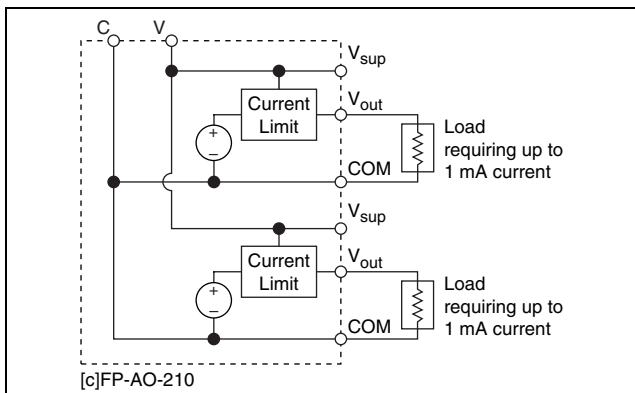 C V
V_sup
V_out
Current
Limit
+
−
Load
requiring up to
1 mA current
COM
V_sup
V_out
Current
Limit
+
−
Load
requiring up to
1 mA current
COM
[c]FP-AO-210